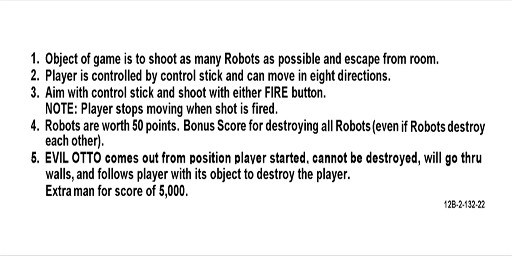 1. Object of game is to shoot as many Robots as possible and escape from room.
2. Player is controlled by control stick and can move in eight directions.
3. Aim with control stick and shoot with either FIRE button.
NOTE: Player stops moving when shot is fired.
4. Robots are worth 50 points. Bonus Score for destroying all Robots (even if Robots destroy
each other).
5. EVIL OTTO comes out from position player started, cannot be destroyed, will go thru
walls, and follows player with its object to destroy the player.
Extra man for score of 5,000.
12B-2-132-22